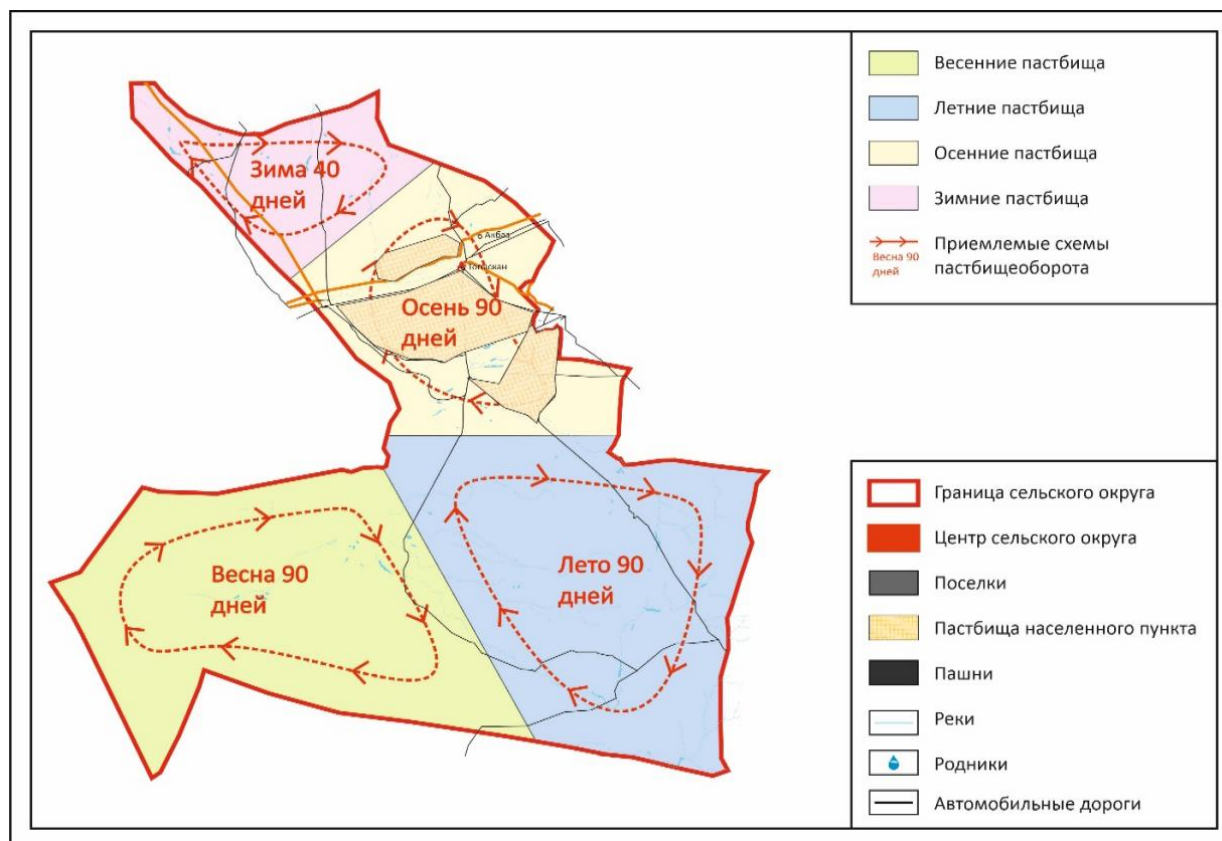 Зима 40
дней
Осень 90
дней
Весна 90
дней
Лето 90
дней
Весенние пастбища
Летние пастбища
Осенние пастбища
Зимние пастбища
Весна 90
дней
Приемлемые схемы
пастбищеоборота
Граница сельского округа
Центр сельского округа
Поселки
Пастбища населенного пункта
Пашни
Реки
Родники
Автомобильные дороги